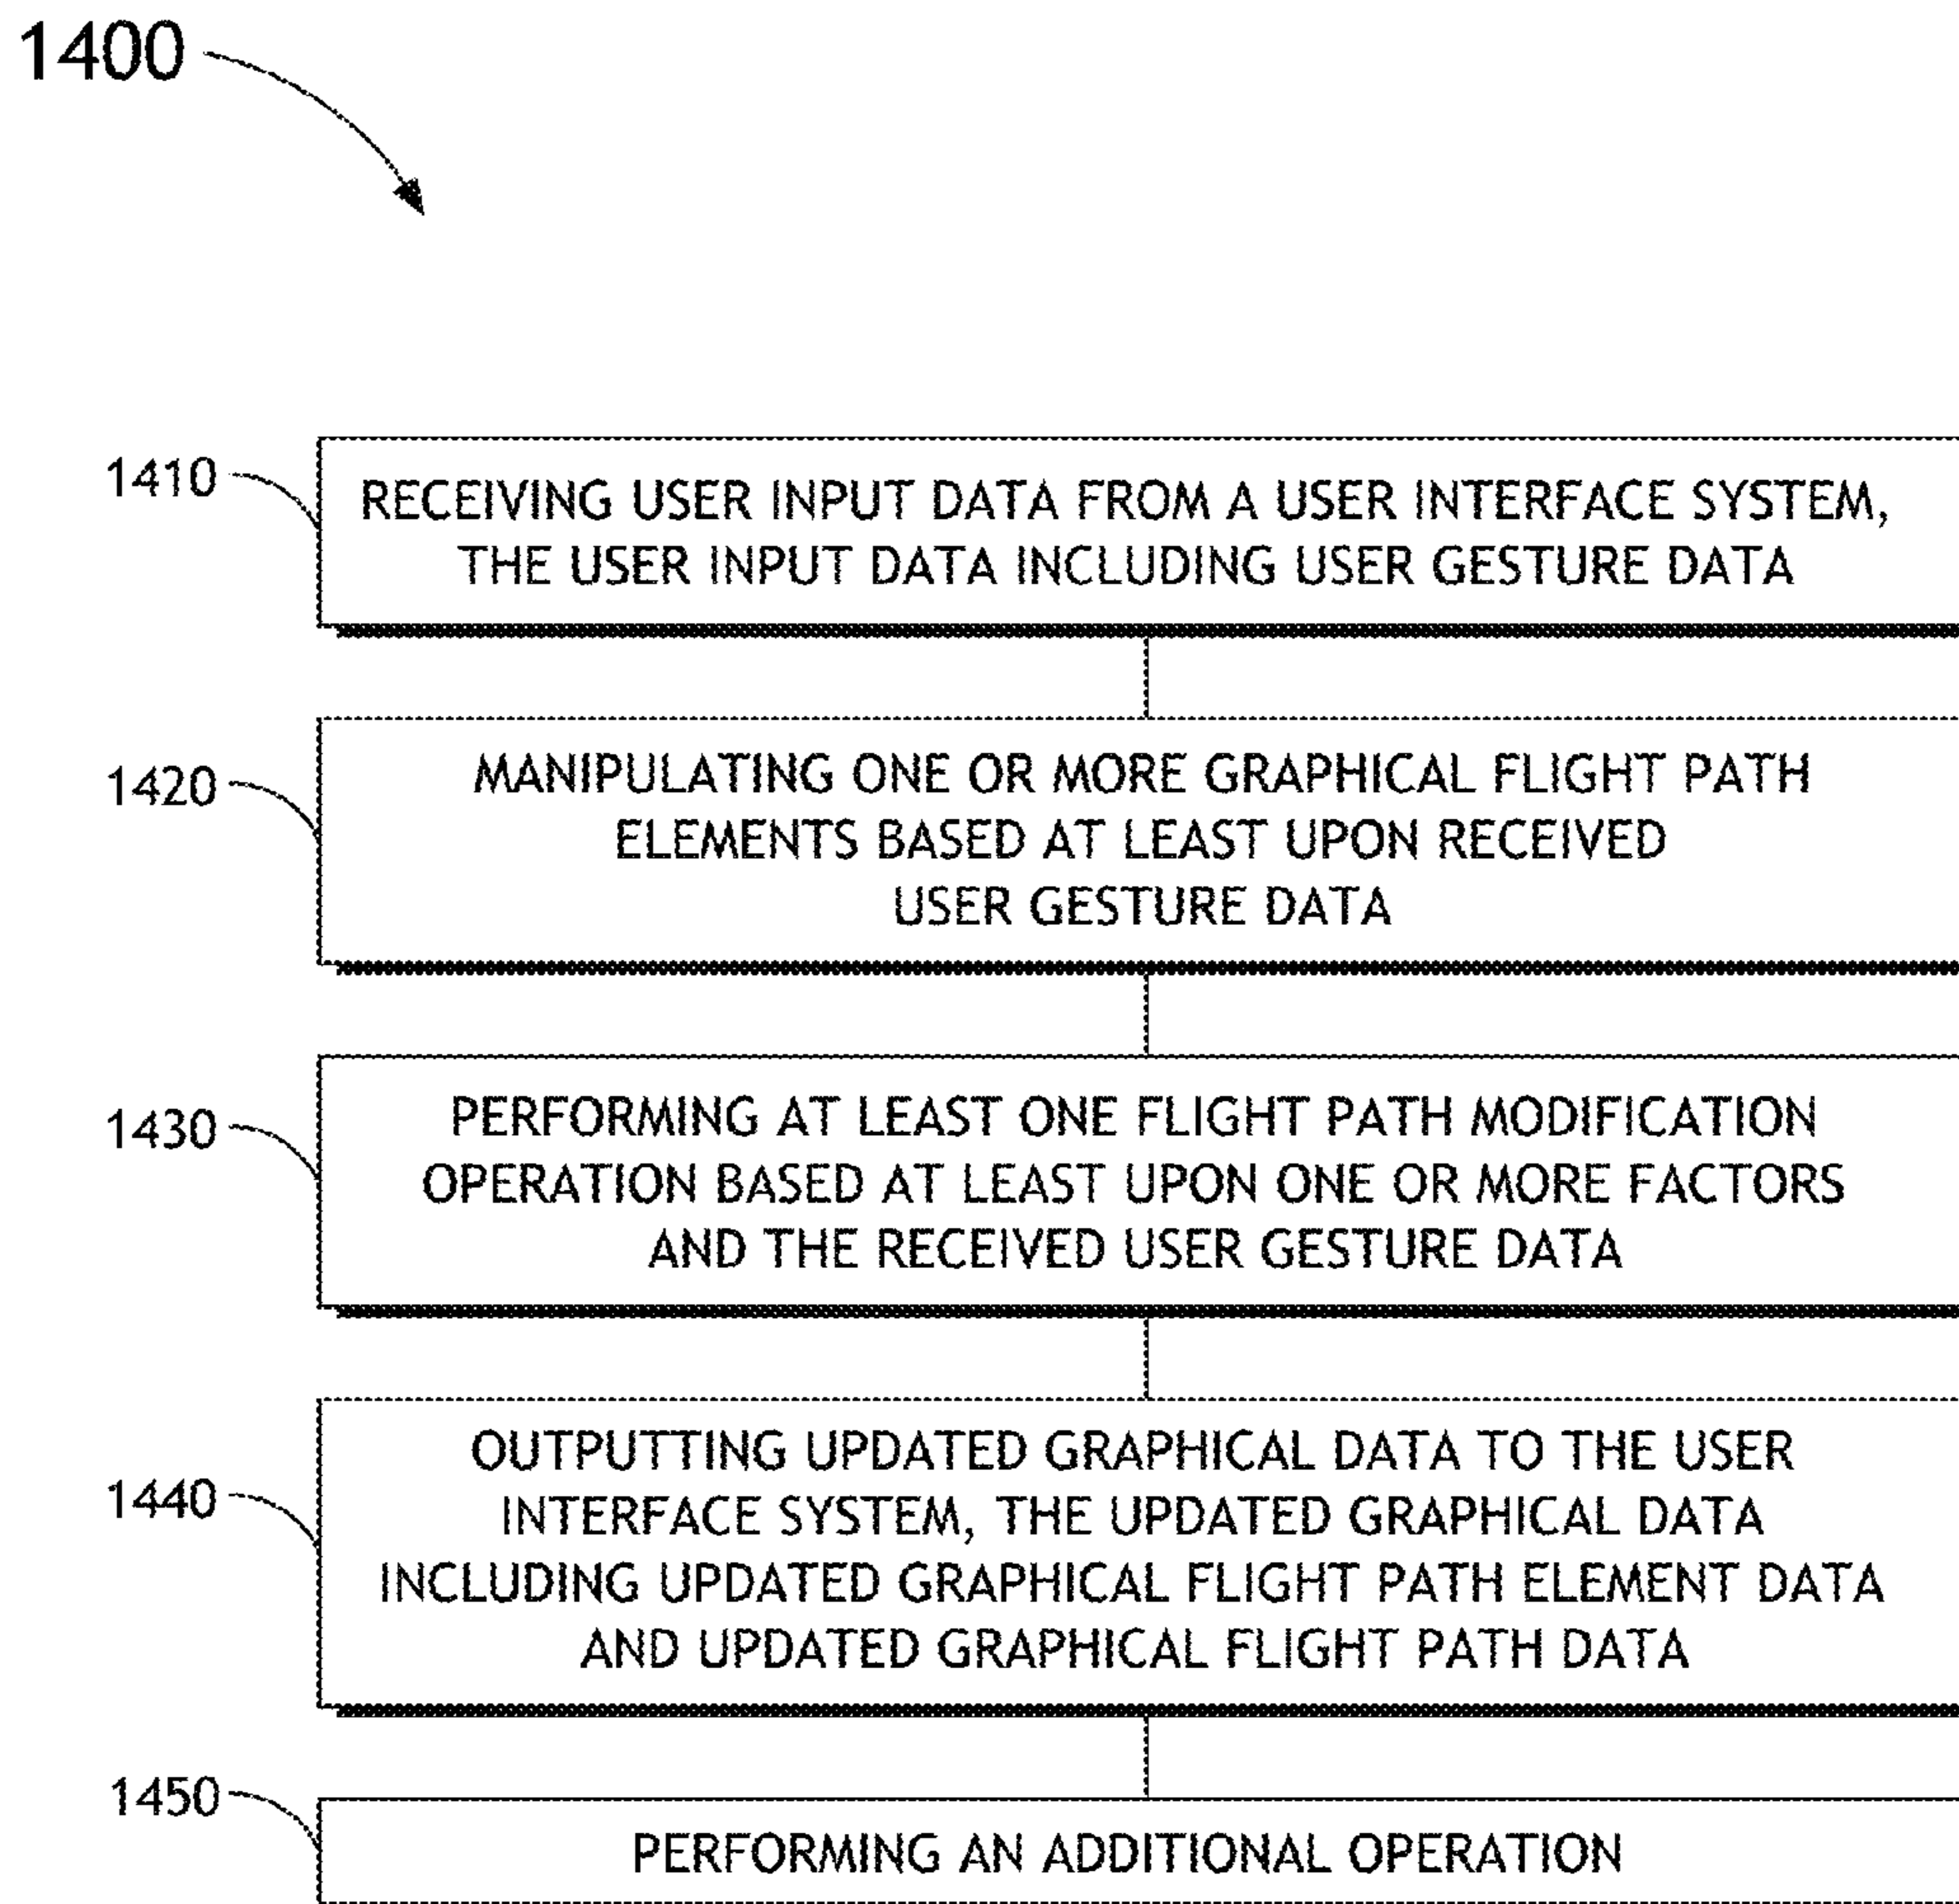 1400
1410
RECEIVING USER INPUT DATA FROM A USER INTERFACE SYSTEM,
THE USER INPUT DATA INCLUDING USER GESTURE DATA
1420
MANIPULATING ONE OR MORE GRAPHICAL FLIGHT PATH
ELEMENTS BASED AT LEAST UPON RECEIVED
USER GESTURE DATA
1430
PERFORMING AT LEAST ONE FLIGHT PATH MODIFICATION
OPERATION BASED AT LEAST UPON ONE OR MORE FACTORS
AND THE RECEIVED USER GESTURE DATA
1440
OUTPUTTING UPDATED GRAPHICAL DATA TO THE USER
INTERFACE SYSTEM, THE UPDATED GRAPHICAL DATA
INCLUDING UPDATED GRAPHICAL FLIGHT PATH ELEMENT DATA
AND UPDATED GRAPHICAL FLIGHT PATH DATA
1450
PERFORMING AN ADDITIONAL OPERATION